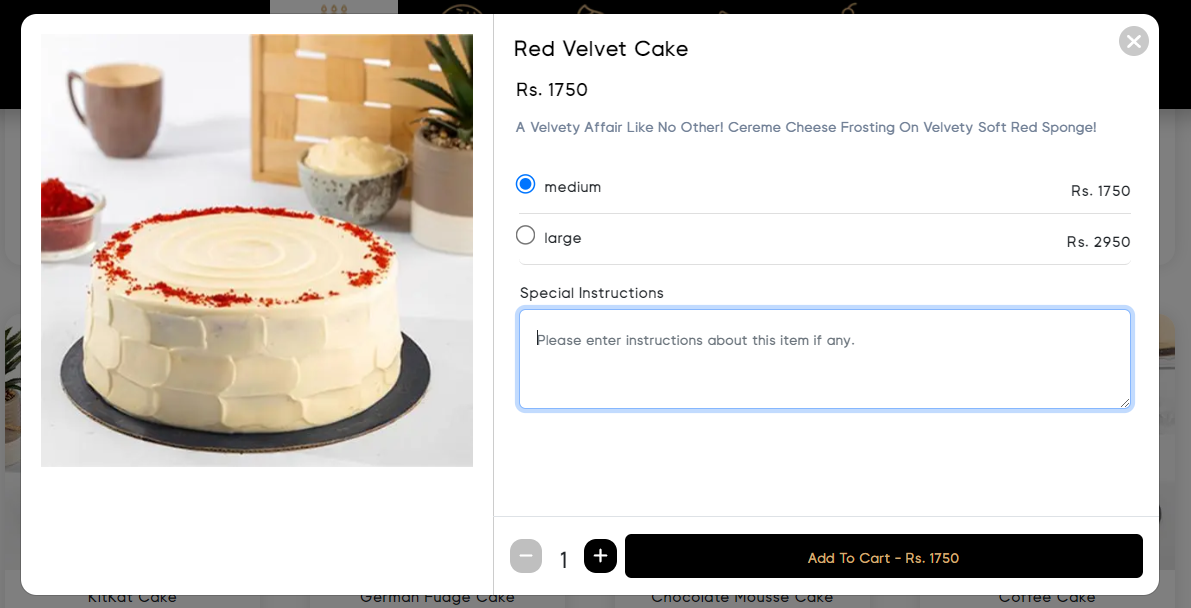 Red Velvet Cake
Rs. 1750
A Velvety Affair Like No Other! Cereme Cheese Frosting On Velvety Soft Red Sponge!
medium Rs. 1750
large Rs. 2950
Special Instructions
Please enter instructions about this item if any.
1 Add To Cart - Rs. 1750
KitKat Cake German Fudge Cake Chocolate Mousse Cake Coffee Cake